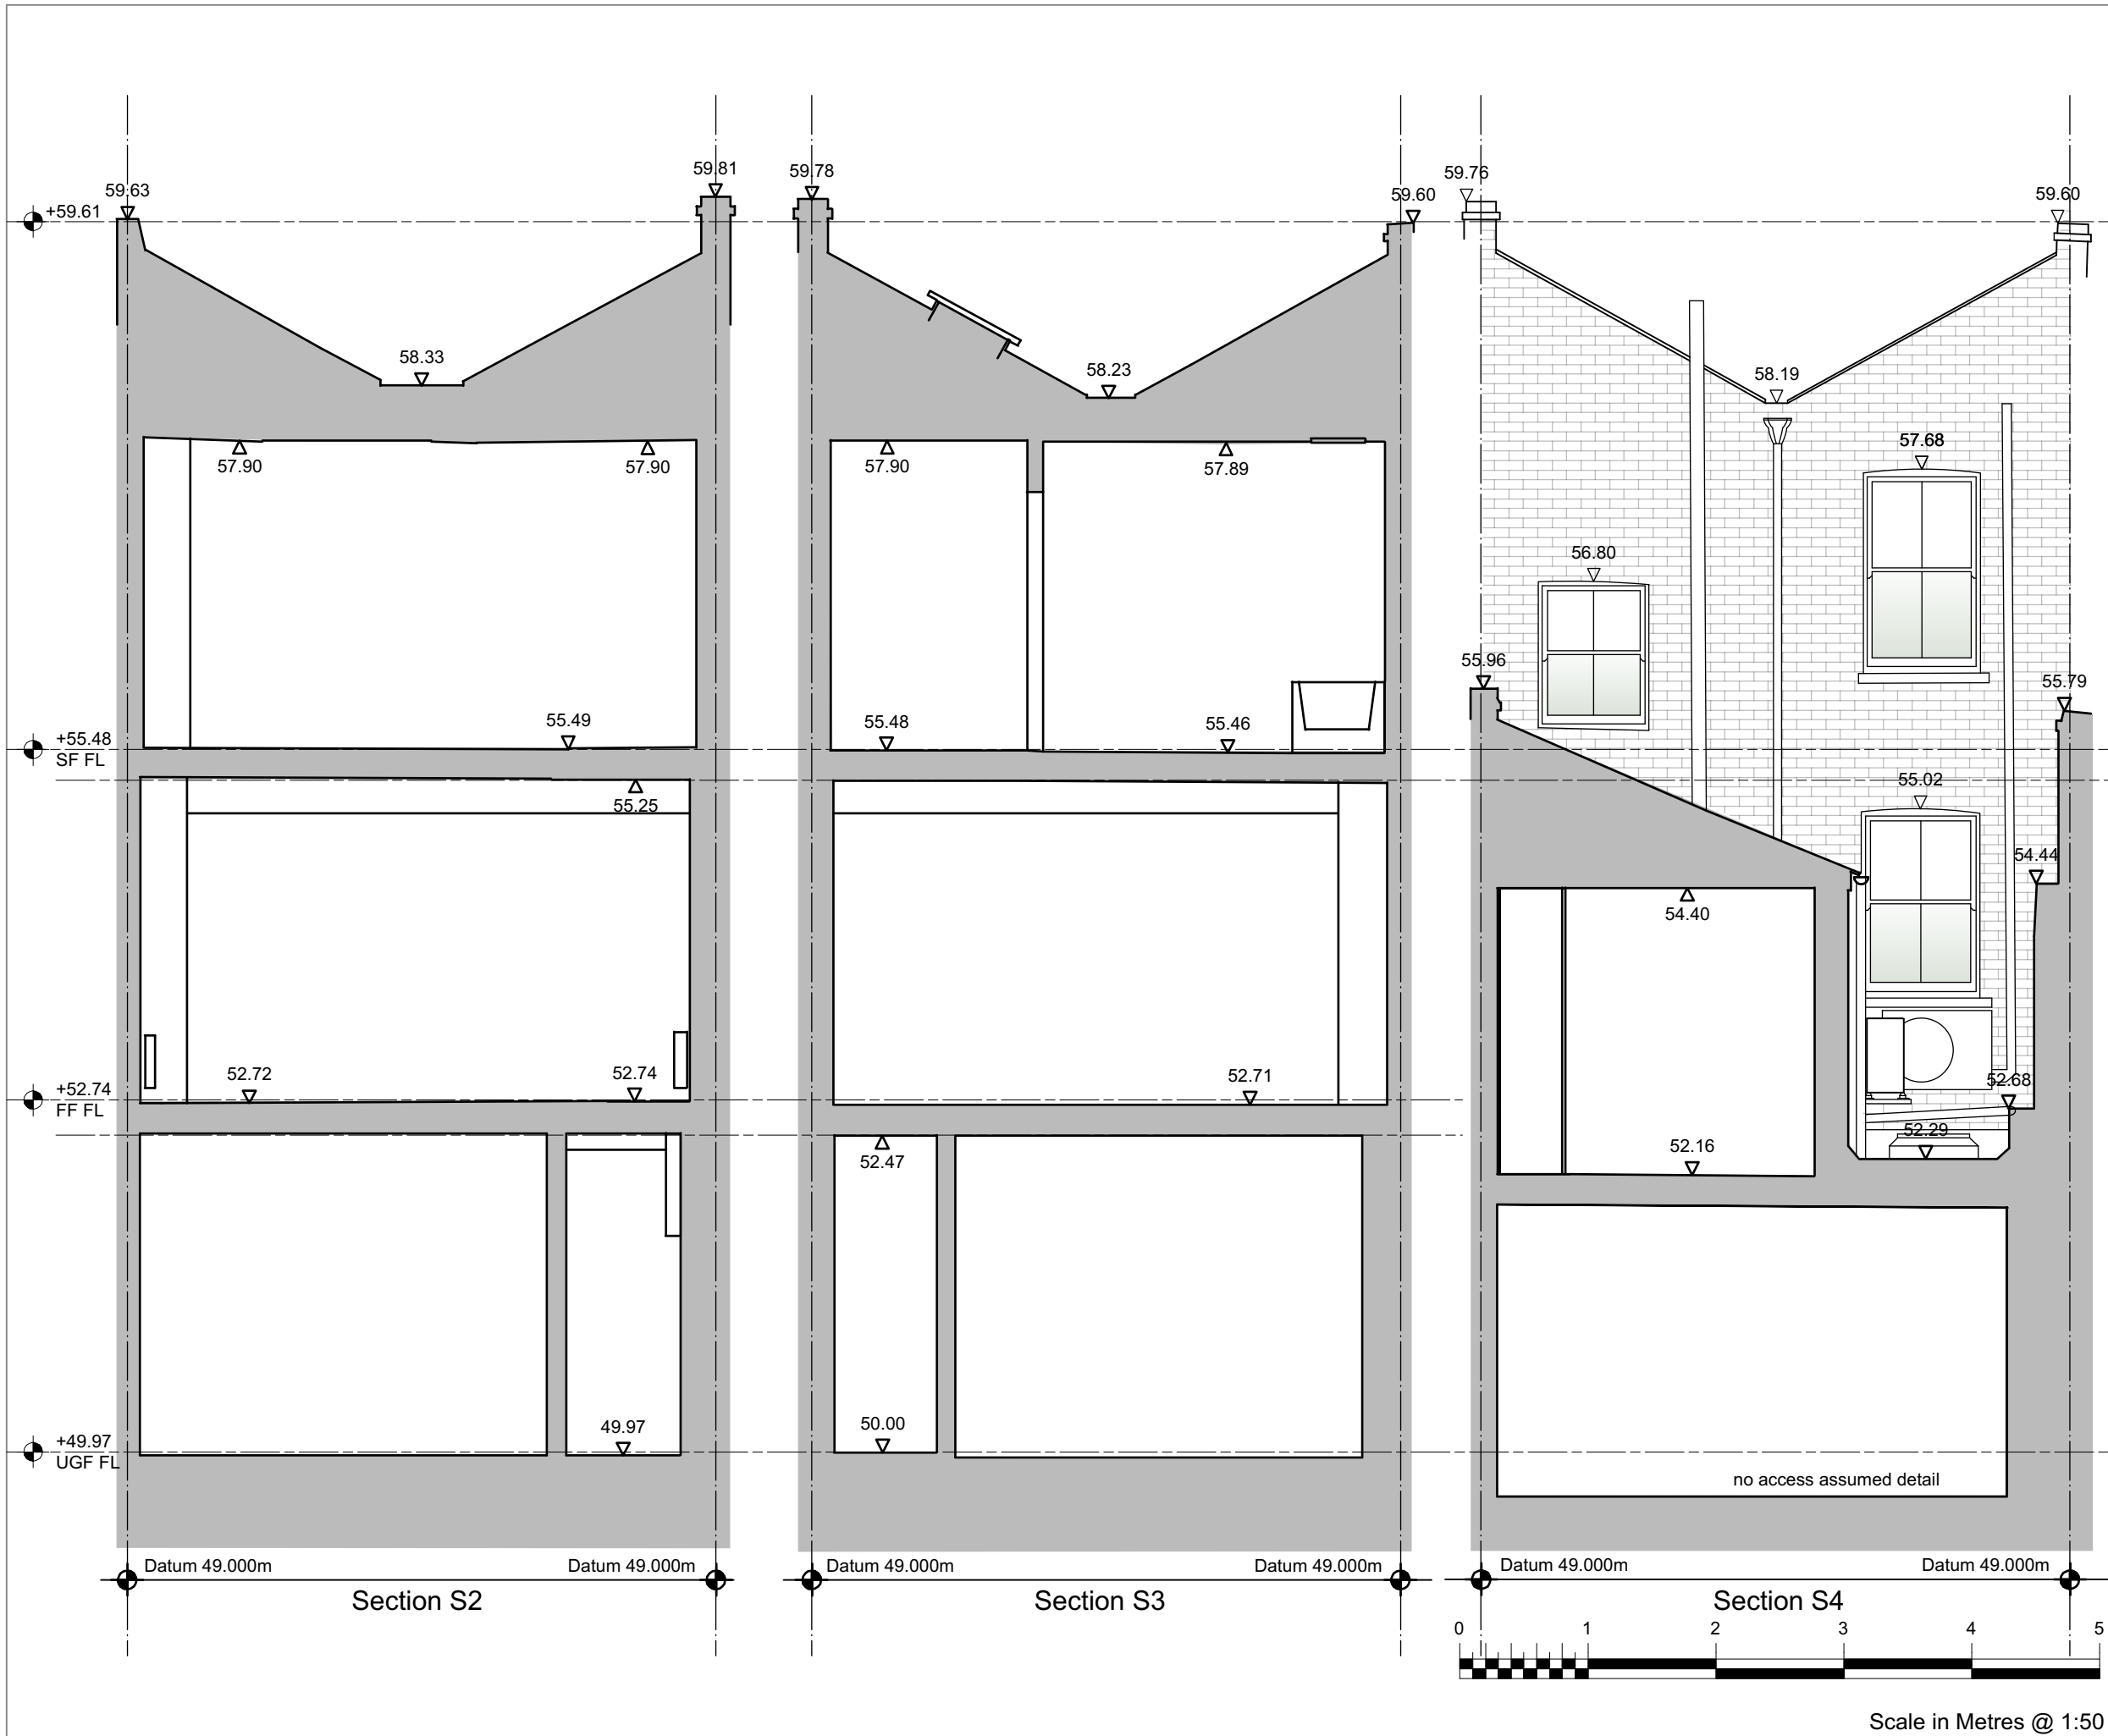 59.63
59.81
59.78
59.60
59.76
59.60
+59.61
58.33
58.23
58.19
57.90
57.90
57.90
57.89
57.68
56.80
55.96
55.79
+55.48
SF FL
55.49
55.48
55.46
55.25
55.02
54.44
54.40
+52.74
FF FL
52.72
52.74
52.71
52.68
52.47
52.16
52.29
+49.97
UGF FL
49.97
50.00
no access assumed detail
Datum 49.000m
Datum 49.000m
Section S2
Datum 49.000m
Datum 49.000m
Section S3
Datum 49.000m
Datum 49.000m
Section S4
0 1 2 3 4 5
Scale in Metres @ 1:50